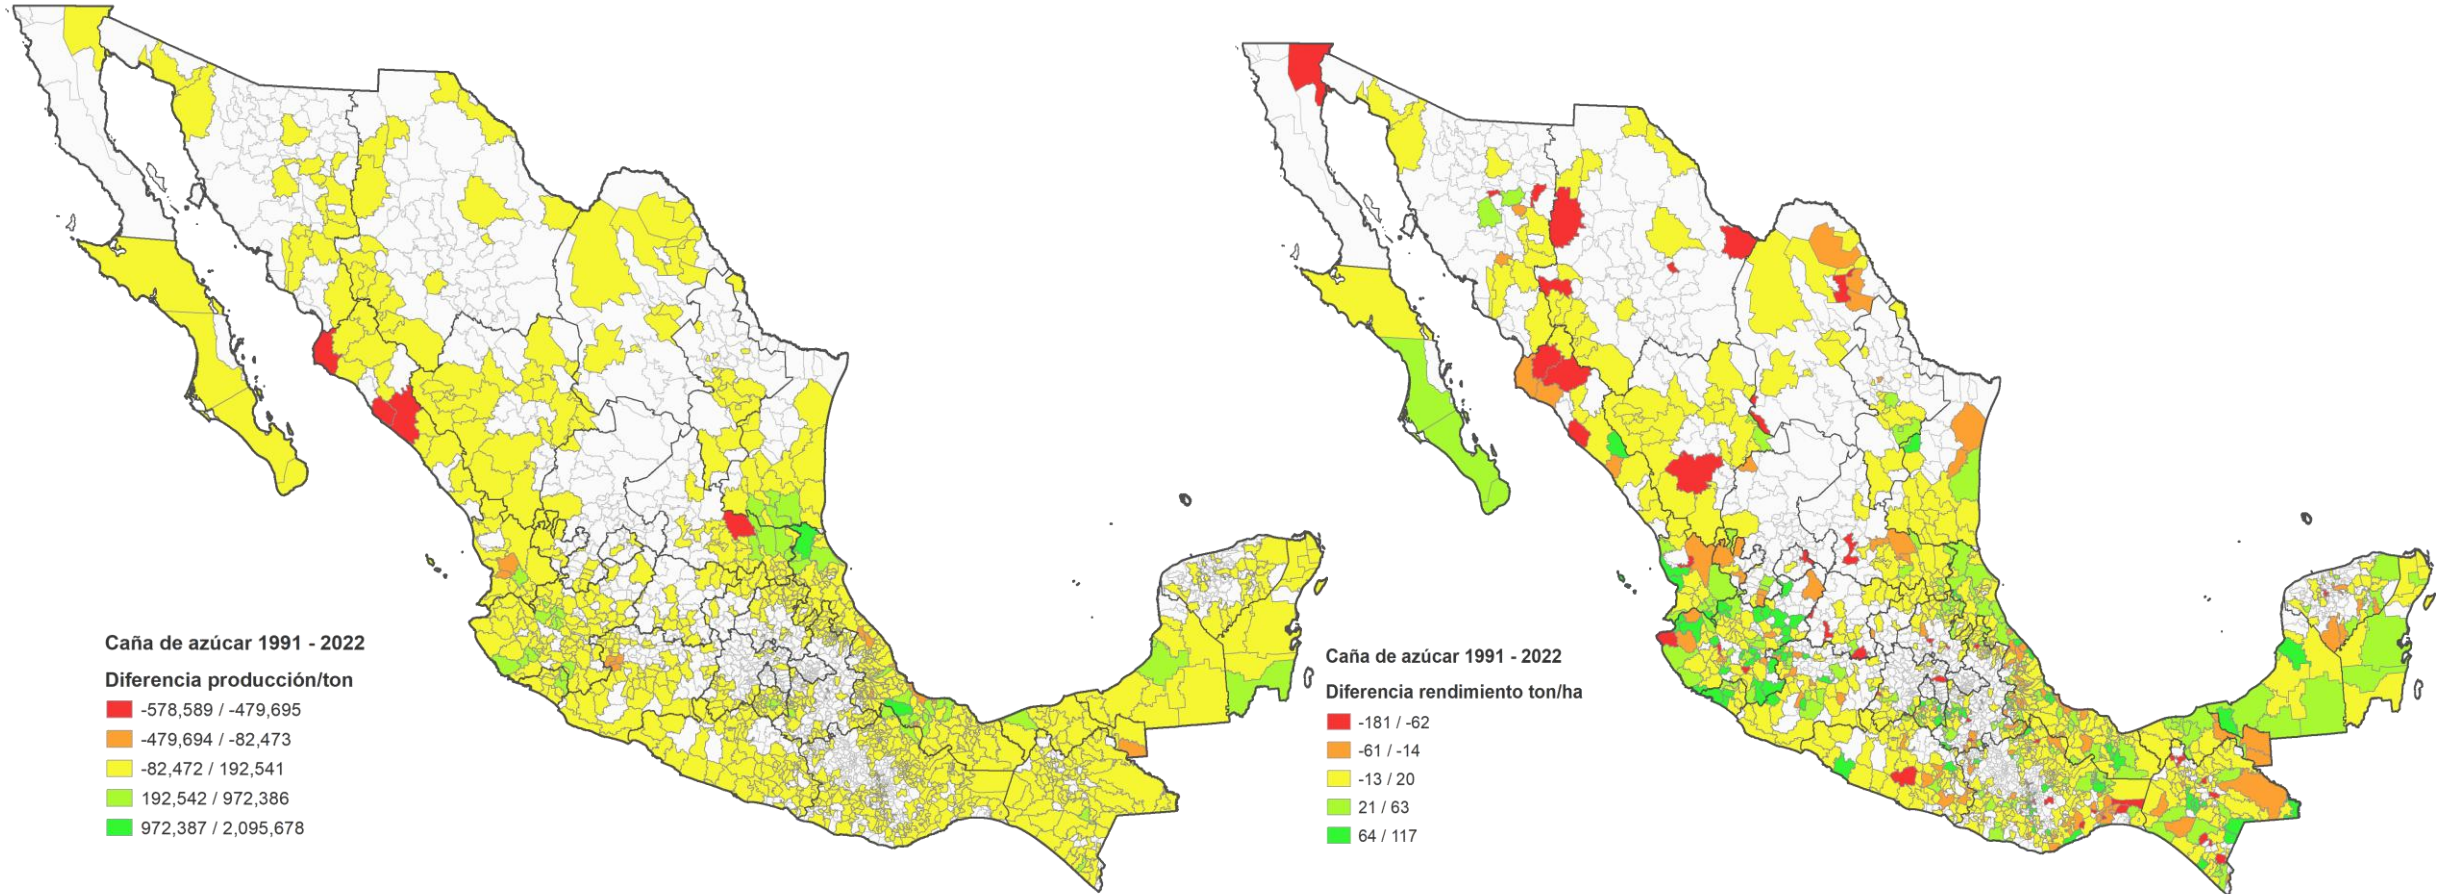 Caña de azúcar 1991 - 2022
Diferencia producción/ton
-578,589 / -479,695
-479,694 / -82,473
-82,472 / 192,541
192,542 / 972,386
972,387 / 2,095,678
Caña de azúcar 1991 - 2022
Diferencia rendimiento ton/ha
-181 / -62
-61 / -14
-13 / 20
21 / 63
64 / 117